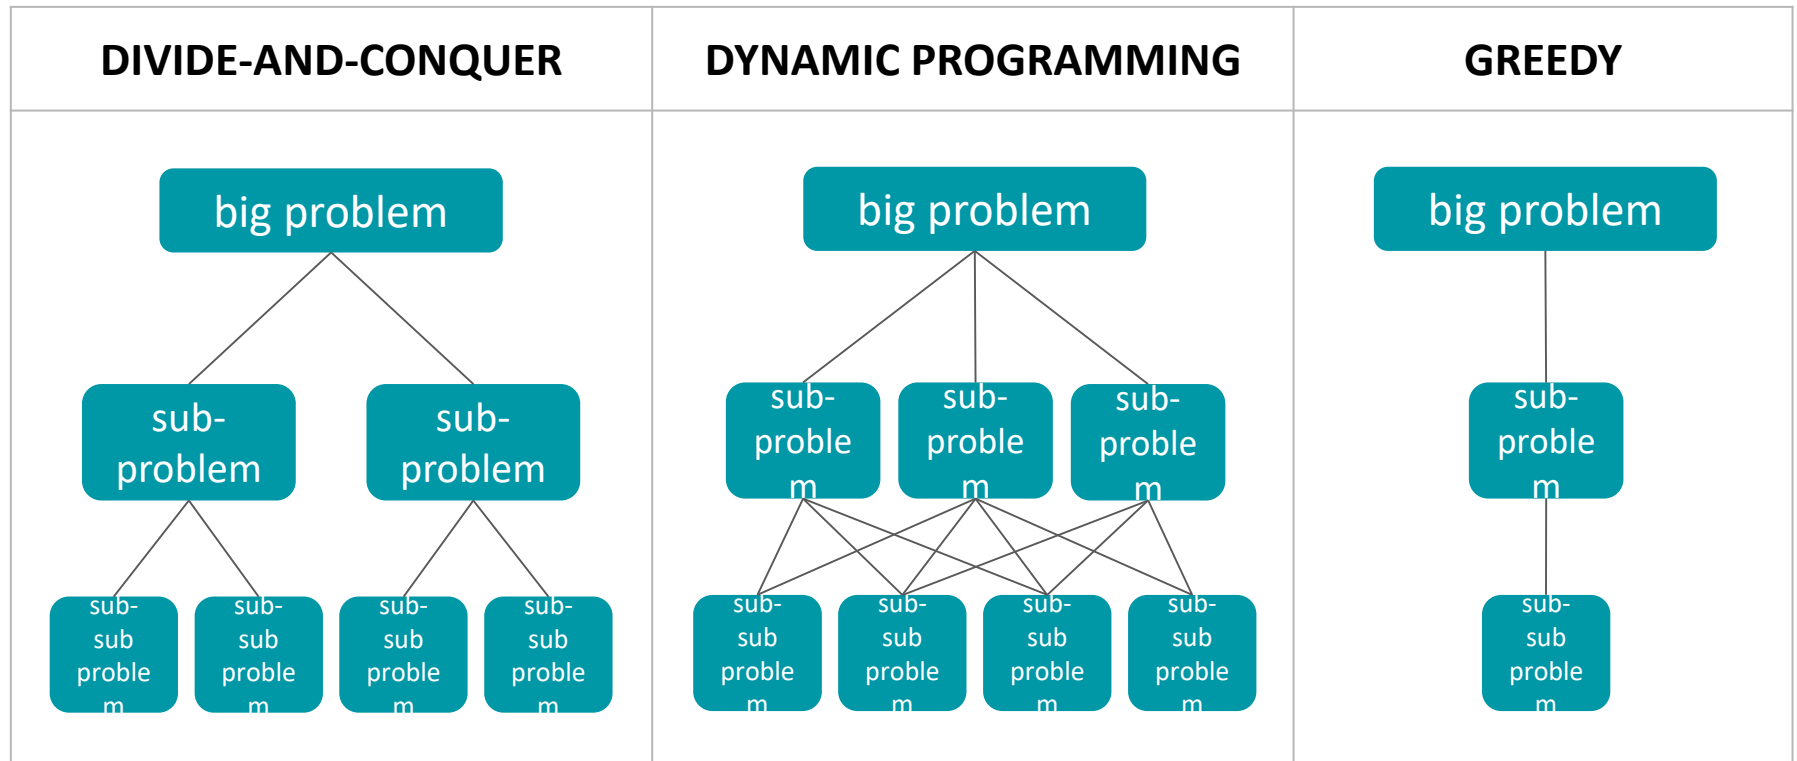 DIVIDE-AND-CONQUER
DYNAMIC PROGRAMMING
GREEDY
big problem
sub-
problem
sub-
problem
sub-
sub
proble
m
sub-
sub
proble
m
sub-
sub
proble
m
sub-
sub
proble
m
big problem
sub-
proble
m
sub-
proble
m
sub-
proble
m
sub-
sub
proble
m
sub-
sub
proble
m
sub-
sub
proble
m
sub-
sub
proble
m
big problem
sub-
proble
m
sub-
sub
proble
m